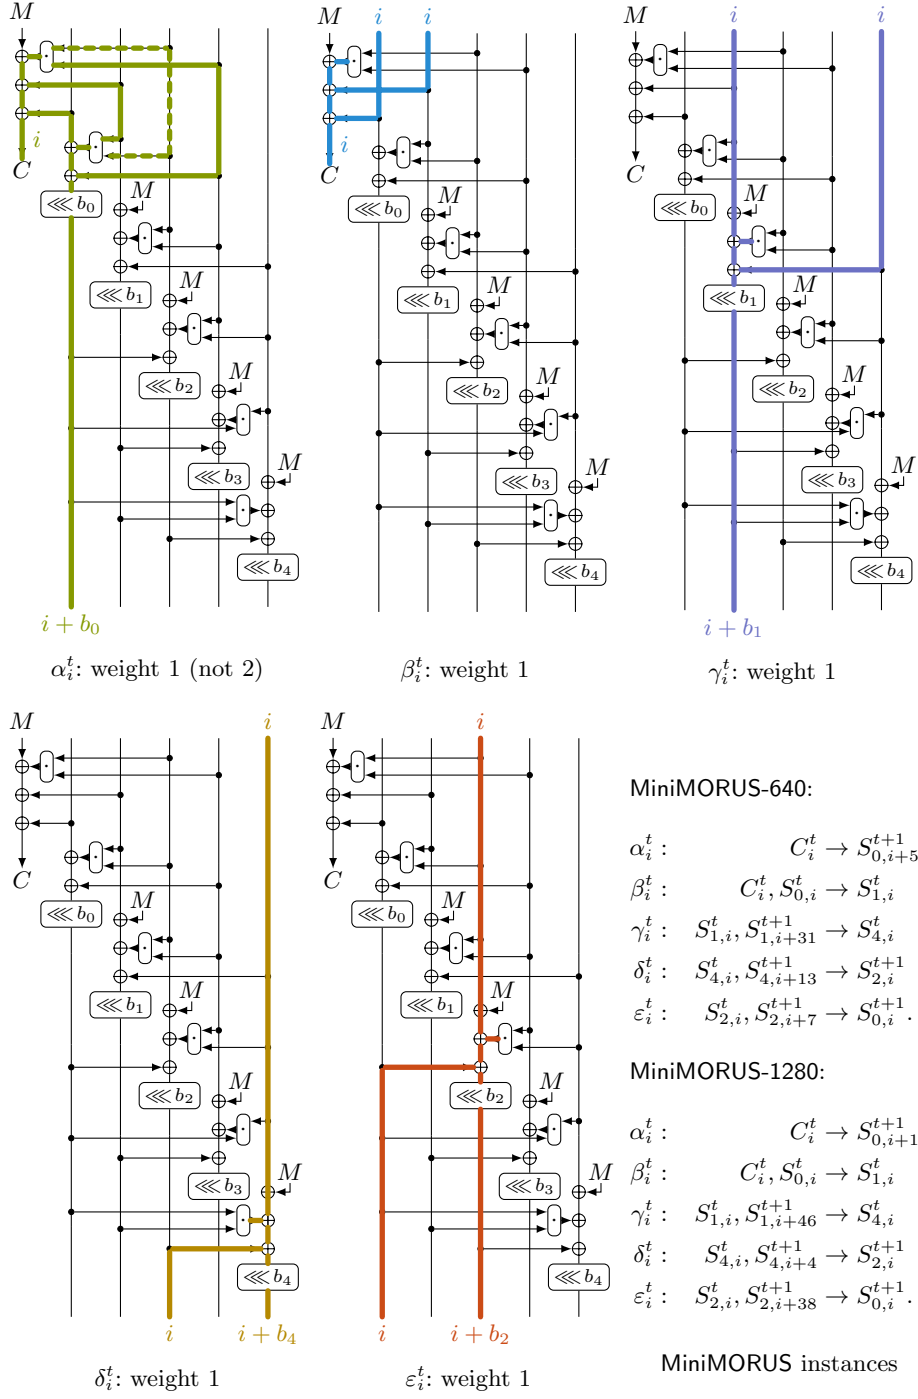 M
i
C
⋘ b₀
M
⋘ b₁
M
⋘ b₂
M
⋘ b₃
M
⋘ b₄
i + b₀
αᵢᵗ: weight 1 (not 2)
M
i i
i
C
⋘ b₀
M
⋘ b₁
M
⋘ b₂
M
⋘ b₃
M
⋘ b₄
βᵢᵗ: weight 1
M
i i
C
⋘ b₀
M
⋘ b₁
M
⋘ b₂
M
⋘ b₃
M
⋘ b₄
i + b₁
γᵢᵗ: weight 1
M
i
C
⋘ b₀
M
⋘ b₁
M
⋘ b₂
M
⋘ b₃
M
⋘ b₄
i i + b₄
δᵢᵗ: weight 1
M
i
C
⋘ b₀
M
⋘ b₁
M
⋘ b₂
M
⋘ b₃
M
⋘ b₄
i i + b₂
εᵢᵗ: weight 1
MiniMORUS-640:
α_i^t : C_i^t → S_{0,i+5}^{t+1}
β_i^t : C_i^t, S_{0,i}^t → S_{1,i}^t
γ_i^t : S_{1,i}^t, S_{1,i+31}^{t+1} → S_{4,i}^t
δ_i^t : S_{4,i}^t, S_{4,i+13}^{t+1} → S_{2,i}^{t+1}
ε_i^t : S_{2,i}^t, S_{2,i+7}^{t+1} → S_{0,i}^{t+1}.
MiniMORUS-1280:
α_i^t : C_i^t → S_{0,i+1}^{t+1}
β_i^t : C_i^t, S_{0,i}^t → S_{1,i}^t
γ_i^t : S_{1,i}^t, S_{1,i+46}^{t+1} → S_{4,i}^t
δ_i^t : S_{4,i}^t, S_{4,i+4}^{t+1} → S_{2,i}^{t+1}
ε_i^t : S_{2,i}^t, S_{2,i+38}^{t+1} → S_{0,i}^{t+1}.
MiniMORUS instances